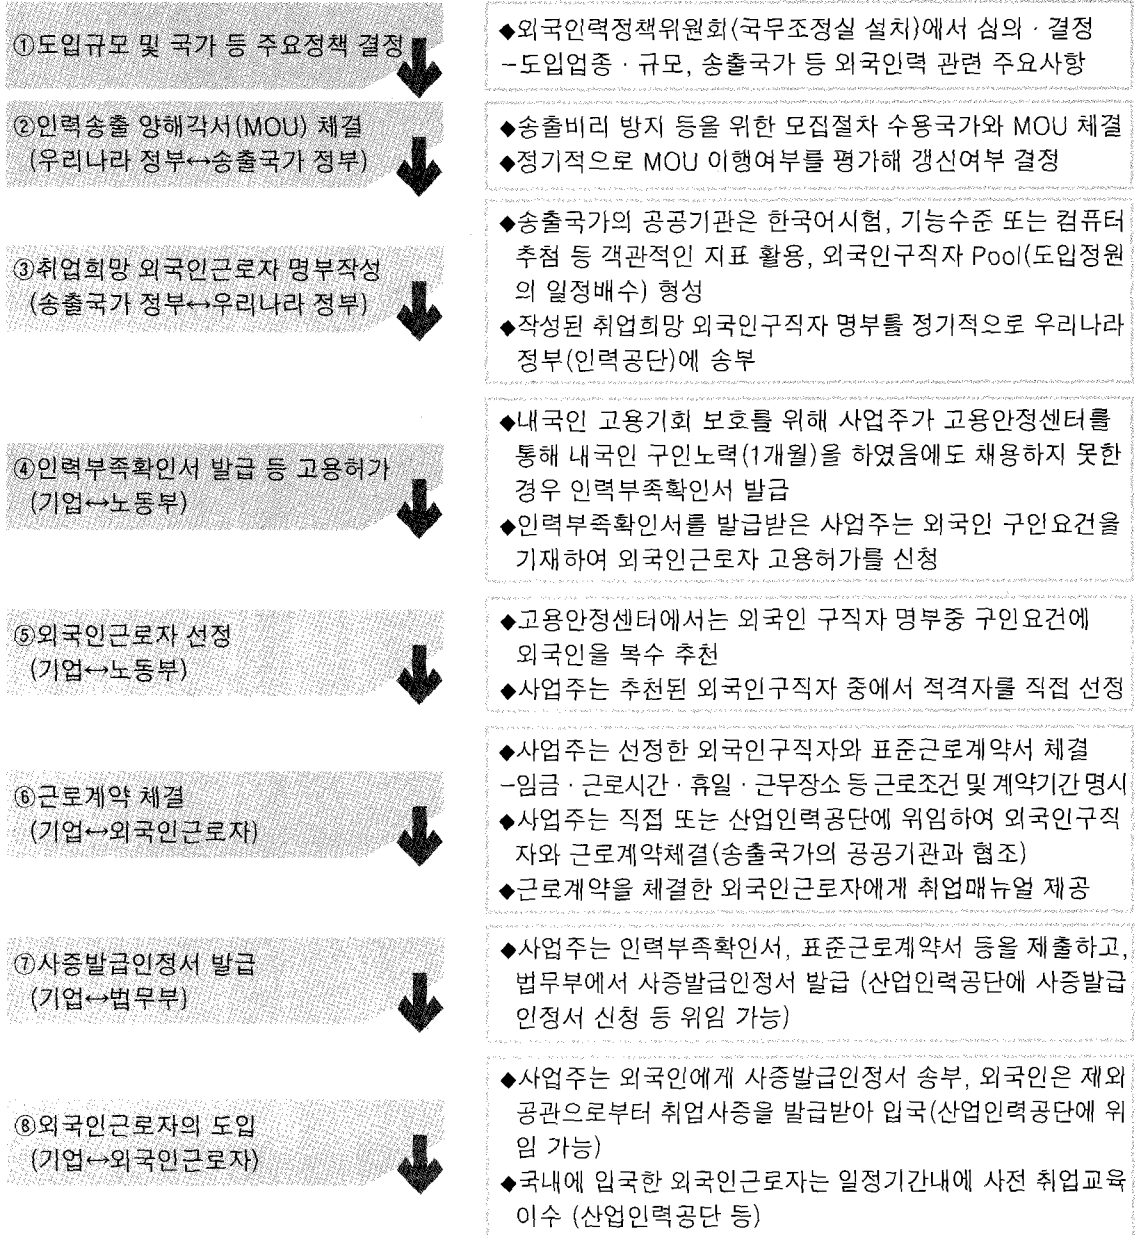 ①도입규모 및 국가 등 주요정책 결정
◆외국인력정책위원회(국무조정실 설치)에서 심의 · 결정
-도입업종 · 규모, 송출국가 등 외국인력 관련 주요사항
②인력송출 양해각서(MOU) 체결
(우리나라 정부↔송출국가 정부)
◆송출비리 방지 등을 위한 모집절차 수용국가와 MOU 체결
◆정기적으로 MOU 이행여부를 평가해 갱신여부 결정
③취업희망 외국인근로자 명부작성
(송출국가 정부↔우리나라 정부)
◆송출국가의 공공기관은 한국어시험, 기능수준 또는 컴퓨터
추첨 등 객관적인 지표 활용, 외국인구직자 Pool(도입정원
의 일정배수) 형성
◆작성된 취업희망 외국인구직자 명부를 정기적으로 우리나라
정부(인력공단)에 송부
④인력부족확인서 발급 등 고용허가
(기업↔노동부)
◆내국인 고용기회 보호를 위해 사업주가 고용안정센터를
통해 내국인 구인노력(1개월)을 하였음에도 채용하지 못한
경우 인력부족확인서 발급
◆인력부족확인서를 발급받은 사업주는 외국인 구인요건을
기재하여 외국인근로자 고용허가를 신청
⑤외국인근로자 선정
(기업↔노동부)
◆고용안정센터에서는 외국인 구직자 명부중 구인요건에
외국인을 복수 추천
◆사업주는 추천된 외국인구직자 중에서 적격자를 직접 선정
⑥근로계약 체결
(기업↔외국인근로자)
◆사업주는 선정한 외국인구직자와 표준근로계약서 체결
-임금 · 근로시간 · 휴일 · 근무장소 등 근로조건 및 계약기간 명시
◆사업주는 직접 또는 산업인력공단에 위임하여 외국인구직
자와 근로계약체결(송출국가의 공공기관과 협조)
◆근로계약을 체결한 외국인근로자에게 취업매뉴얼 제공
⑦사증발급인정서 발급
(기업↔법무부)
◆사업주는 인력부족확인서, 표준근로계약서 등을 제출하고,
법무부에서 사증발급인정서 발급 (산업인력공단에 사증발급
인정서 신청 등 위임 가능)
⑧외국인근로자의 도입
(기업↔외국인근로자)
◆사업주는 외국인에게 사증발급인정서 송부, 외국인은 재외
공관으로부터 취업사증을 발급받아 입국(산업인력공단에 위
임 가능)
◆국내에 입국한 외국인근로자는 일정기간내에 사전 취업교육
이수 (산업인력공단 등)